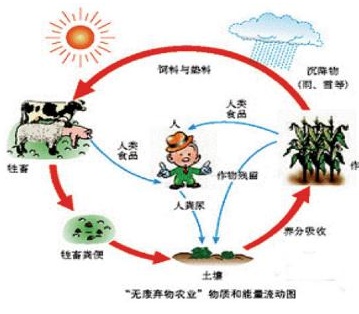 饲料与垫料
沉降物
(雨、雪等)
人类
食品
人
人类
食品
牲畜
作物残留
作
人粪尿
养分吸收
牲畜粪便
土壤
"无废弃物农业"物质和能量流动图